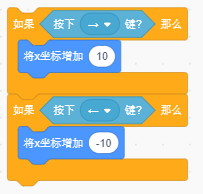 如果 按下 → 键？ 那么
将x坐标增加 10
如果 按下 ← 键？ 那么
将x坐标增加 -10